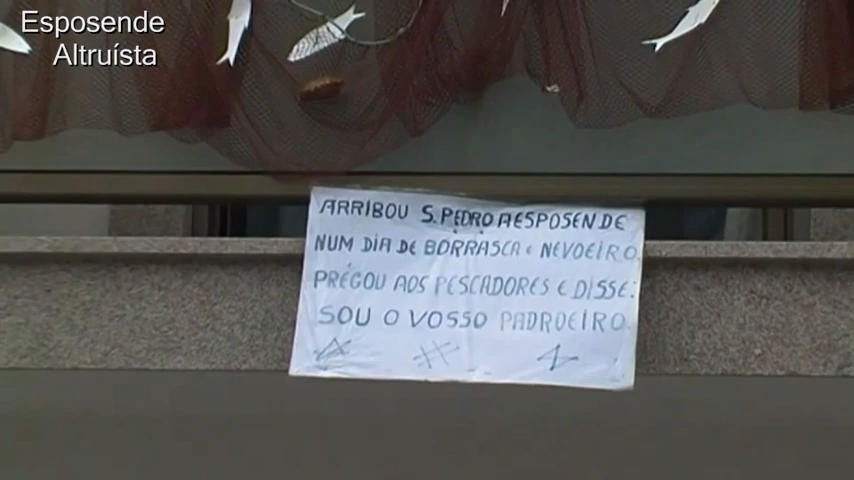 Esposende
Altruísta
ARRIBOU S. PEDRO A ESPOSENDE
NUM DIA DE BORRASCA E NEVOEIRO.
PRÉGOU AOS PESCADORES E DISSE:
SOU O VOSSO PADROEIRO.